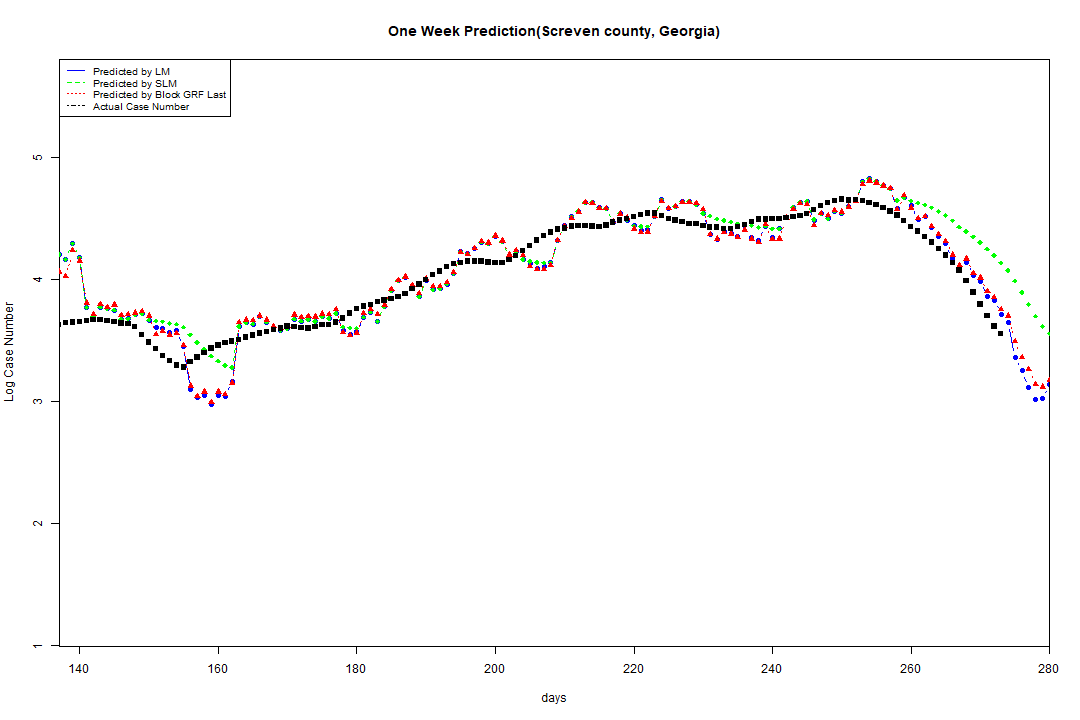 One Week Prediction(Screven county, Georgia)
Predicted by LM
Predicted by SLM
Predicted by Block GRF Last
Actual Case Number
5
4
3
2
1
Log Case Number
140 160 180 200 220 240 260 280
days